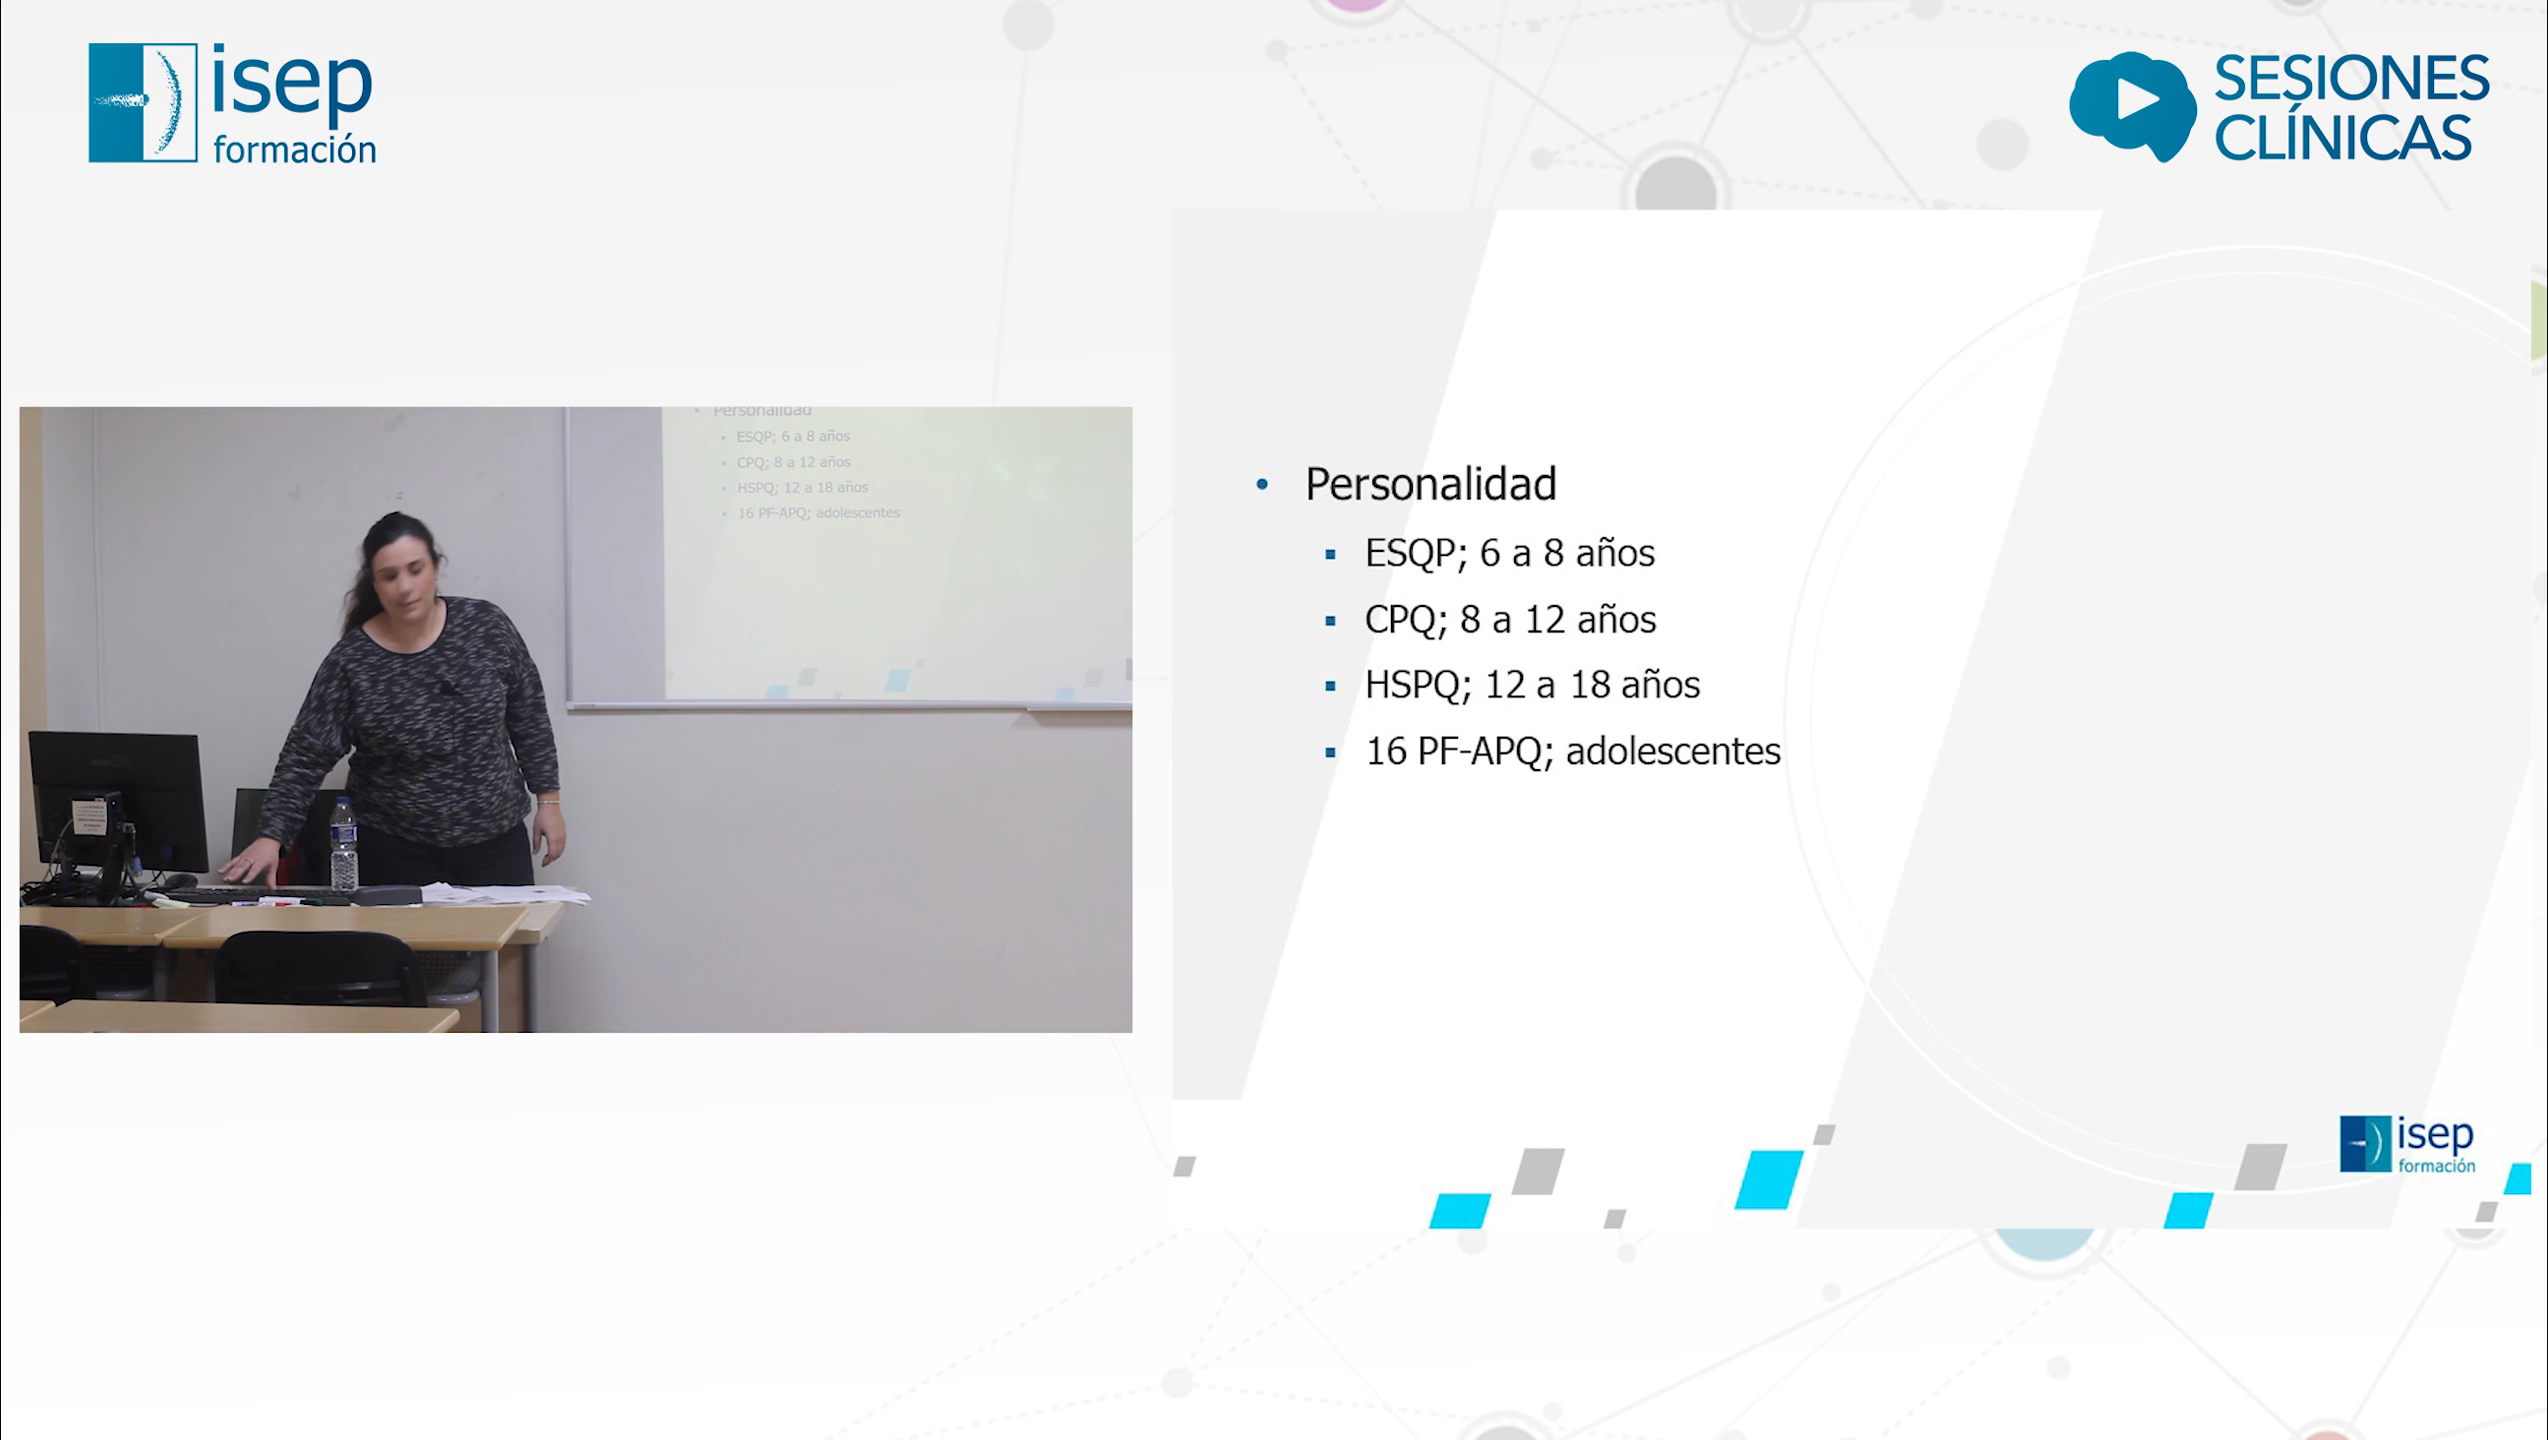 isep
formación
SESIONES
CLÍNICAS
Personalidad
ESQP; 6 a 8 años
CPQ; 8 a 12 años
HSPQ; 12 a 18 años
16 PF-APQ; adolescentes
• Personalidad
▪ ESQP; 6 a 8 años
▪ CPQ; 8 a 12 años
▪ HSPQ; 12 a 18 años
▪ 16 PF-APQ; adolescentes
isep
formación